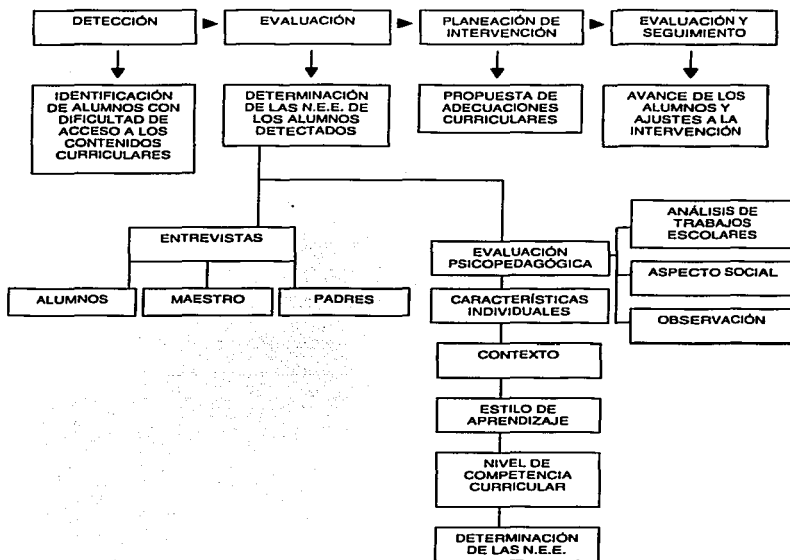 DETECCIÓN
EVALUACIÓN
PLANEACIÓN DE
INTERVENCIÓN
EVALUACIÓN Y
SEGUIMIENTO
IDENTIFICACIÓN
DE ALUMNOS CON
DIFICULTAD DE
ACCESO A LOS
CONTENIDOS
CURRICULARES
DETERMINACIÓN
DE LAS N.E.E. DE
LOS ALUMNOS
DETECTADOS
PROPUESTA DE
ADECUACIONES
CURRICULARES
AVANCE DE LOS
ALUMNOS Y
AJUSTES A LA
INTERVENCIÓN
ENTREVISTAS
ALUMNOS
MAESTRO
PADRES
EVALUACIÓN
PSICOPEDAGÓGICA
ANÁLISIS DE
TRABAJOS
ESCOLARES
ASPECTO SOCIAL
OBSERVACIÓN
CARACTERÍSTICAS
INDIVIDUALES
CONTEXTO
ESTILO DE
APRENDIZAJE
NIVEL DE
COMPETENCIA
CURRICULAR
DETERMINACIÓN
DE LAS N.E.E.